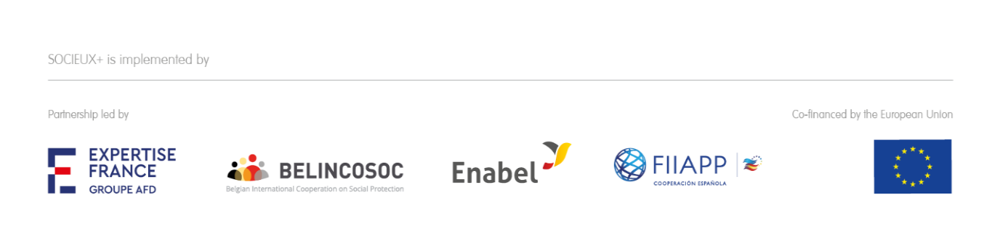 SOCIEUX+ is implemented by
Partnership led by
Co-financed by the European Union
EXPERTISE
FRANCE
GROUPE AFD
BELINCOSOC
Belgian International Cooperation on Social Protection
Enabel
FIIAPP
COOPERACIÓN ESPAÑOLA